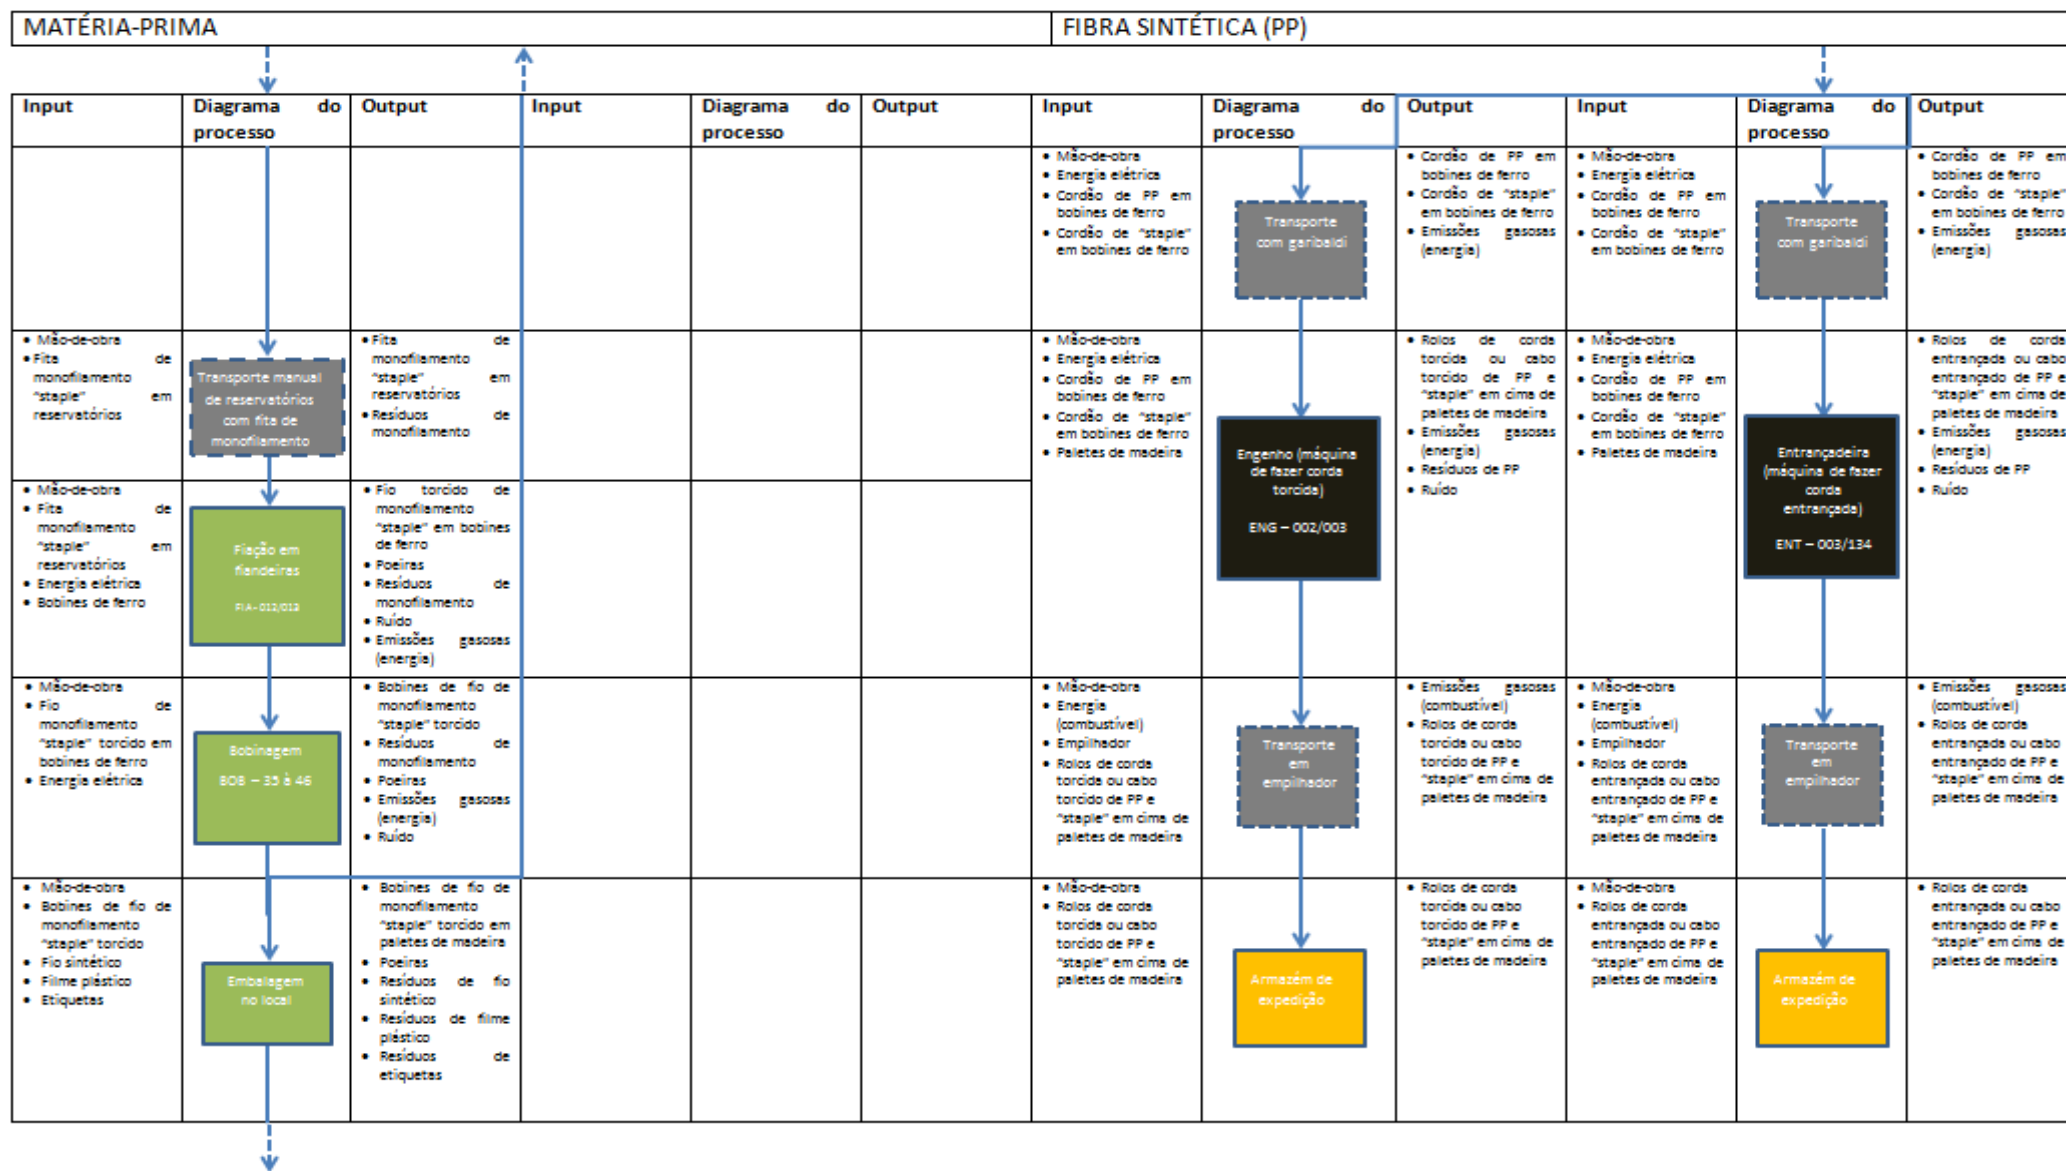 MATÉRIA-PRIMA
FIBRA SINTÉTICA (PP)
Input
Diagrama do
processo
Output
Input
Diagrama do
processo
Output
Input
Diagrama do
processo
Output
Input
Diagrama do
processo
Output
• Mão-de-obra
• Energia elétrica
• Cordão de PP em
bobines de ferro
• Cordão de "staple"
em bobines de ferro
Transporte
com garibaldi
• Cordão de PP em
bobines de ferro
• Cordão de "staple"
em bobines de ferro
• Emissões gasosas
(energia)
• Mão-de-obra
• Energia elétrica
• Cordão de PP em
bobines de ferro
• Cordão de "staple"
em bobines de ferro
Transporte
com garibaldi
• Cordão de PP em
bobines de ferro
• Cordão de "staple"
em bobines de ferro
• Emissões gasosas
(energia)
• Mão-de-obra
• Fita de
monofilamento
"staple" em
reservatórios
Transporte manual
de reservatórios
com fita de
monofilamento
• Fita de
monofilamento
"staple" em
reservatórios
• Resíduos de
monofilamento
• Mão-de-obra
• Energia elétrica
• Cordão de PP em
bobines de ferro
• Cordão de "staple"
em bobines de ferro
• Paletes de madeira
Engenho (máquina
de fazer corda
torcida)
ENG – 002/003
• Rolos de corda
torcida ou cabo
torcido de PP e
"staple" em cima de
paletes de madeira
• Emissões gasosas
(energia)
• Resíduos de PP
• Ruído
• Mão-de-obra
• Energia elétrica
• Cordão de PP em
bobines de ferro
• Cordão de "staple"
em bobines de ferro
• Paletes de madeira
Entrançadeira
(máquina de fazer
corda
entrançada)
ENT – 003/134
• Rolos de corda
entrançada ou cabo
entrançado de PP e
"staple" em cima de
paletes de madeira
• Emissões gasosas
(energia)
• Resíduos de PP
• Ruído
• Mão-de-obra
• Fita de
monofilamento
"staple" em
reservatórios
• Energia elétrica
• Bobines de ferro
Fiação em
fiandeiras
FIA- 012/013
• Fio torcido de
monofilamento
"staple" em bobines
de ferro
• Poeiras
• Resíduos de
monofilamento
• Ruído
• Emissões gasosas
(energia)
• Mão-de-obra
• Fio de
monofilamento
"staple" torcido em
bobines de ferro
• Energia elétrica
Bobinagem
BOB – 35 à 46
• Bobines de fio de
monofilamento
"staple" torcido
• Resíduos de
monofilamento
• Poeiras
• Emissões gasosas
(energia)
• Ruído
• Mão-de-obra
• Energia
(combustível)
• Empilhador
• Rolos de corda
torcida ou cabo
torcido de PP e
"staple" em cima de
paletes de madeira
Transporte
em
empilhador
• Emissões gasosas
(combustível)
• Rolos de corda
torcida ou cabo
torcido de PP e
"staple" em cima de
paletes de madeira
• Mão-de-obra
• Energia
(combustível)
• Empilhador
• Rolos de corda
entrançada ou cabo
entrançado de PP e
"staple" em cima de
paletes de madeira
Transporte
em
empilhador
• Emissões gasosas
(combustível)
• Rolos de corda
entrançada ou cabo
entrançado de PP e
"staple" em cima de
paletes de madeira
• Mão-de-obra
• Bobines de fio de
monofilamento
"staple" torcido
• Fio sintético
• Filme plástico
• Etiquetas
Embalagem
no local
• Bobines de fio de
monofilamento
"staple" torcido em
paletes de madeira
• Poeiras
• Resíduos de fio
sintético
• Resíduos de filme
plástico
• Resíduos de
etiquetas
• Mão-de-obra
• Rolos de corda
torcida ou cabo
torcido de PP e
"staple" em cima de
paletes de madeira
Armazém de
expedição
• Rolos de corda
torcida ou cabo
torcido de PP e
"staple" em cima de
paletes de madeira
• Mão-de-obra
• Rolos de corda
entrançada ou cabo
entrançado de PP e
"staple" em cima de
paletes de madeira
Armazém de
expedição
• Rolos de corda
entrançada ou cabo
entrançado de PP e
"staple" em cima de
paletes de madeira